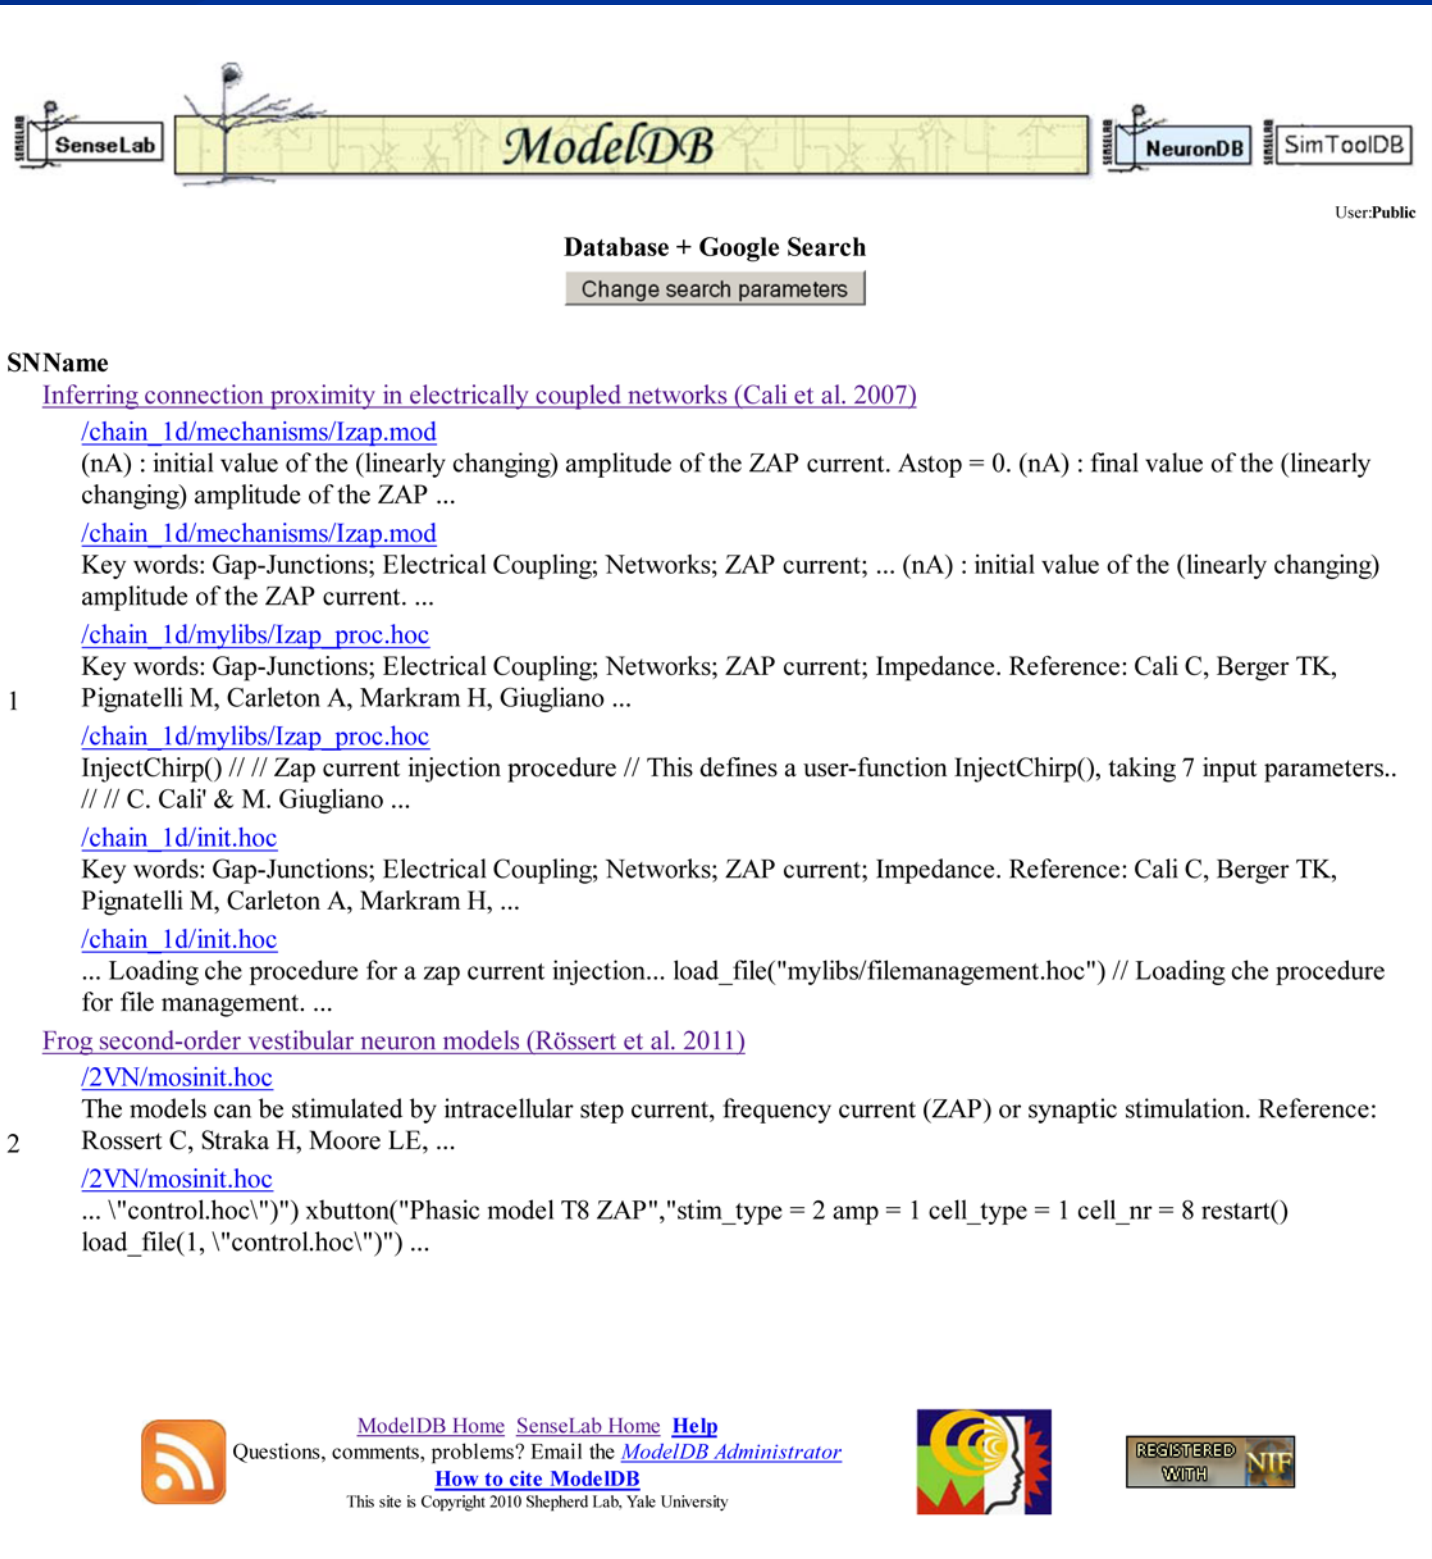 SENSELAB
SenseLab
ModelDB
SENSELAB
NeuronDB
SENSELAB
SimToolDB
User:Public
Database + Google Search
Change search parameters
SN Name
Inferring connection proximity in electrically coupled networks (Cali et al. 2007)
/chain_1d/mechanisms/Izap.mod
(nA) : initial value of the (linearly changing) amplitude of the ZAP current. Astop = 0. (nA) : final value of the (linearly
changing) amplitude of the ZAP ...
/chain_1d/mechanisms/Izap.mod
Key words: Gap-Junctions; Electrical Coupling; Networks; ZAP current; ... (nA) : initial value of the (linearly changing)
amplitude of the ZAP current. ...
/chain_1d/mylibs/Izap_proc.hoc
Key words: Gap-Junctions; Electrical Coupling; Networks; ZAP current; Impedance. Reference: Cali C, Berger TK,
1 Pignatelli M, Carleton A, Markram H, Giugliano ...
/chain_1d/mylibs/Izap_proc.hoc
InjectChirp() // // Zap current injection procedure // This defines a user-function InjectChirp(), taking 7 input parameters..
// // C. Cali' & M. Giugliano ...
/chain_1d/init.hoc
Key words: Gap-Junctions; Electrical Coupling; Networks; ZAP current; Impedance. Reference: Cali C, Berger TK,
Pignatelli M, Carleton A, Markram H, ...
/chain_1d/init.hoc
... Loading che procedure for a zap current injection... load_file("mylibs/filemanagement.hoc") // Loading che procedure
for file management. ...
Frog second-order vestibular neuron models (Rössert et al. 2011)
/2VN/mosinit.hoc
The models can be stimulated by intracellular step current, frequency current (ZAP) or synaptic stimulation. Reference:
2 Rossert C, Straka H, Moore LE, ...
/2VN/mosinit.hoc
... \"control.hoc\")") xbutton("Phasic model T8 ZAP","stim_type = 2 amp = 1 cell_type = 1 cell_nr = 8 restart()
load_file(1, \"control.hoc\")") ...
ModelDB Home SenseLab Home Help
Questions, comments, problems? Email the ModelDB Administrator
How to cite ModelDB
This site is Copyright 2010 Shepherd Lab, Yale University
REGISTERED
WITH
NIF